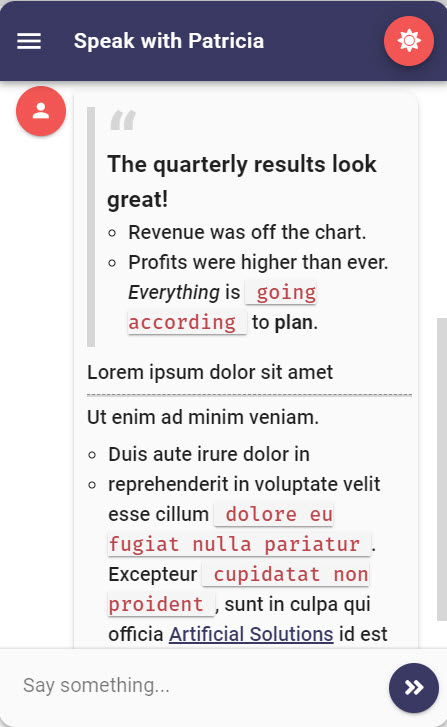 Speak with Patricia
“
The quarterly results look
great!
Revenue was off the chart.
Profits were higher than ever.
Everything is going
according to plan.
Lorem ipsum dolor sit amet
Ut enim ad minim veniam.
Duis aute irure dolor in
reprehenderit in voluptate velit
esse cillum dolore eu
fugiat nulla pariatur .
Excepteur cupidatat non
proident , sunt in culpa qui
officia Artificial Solutions id est
Say something...